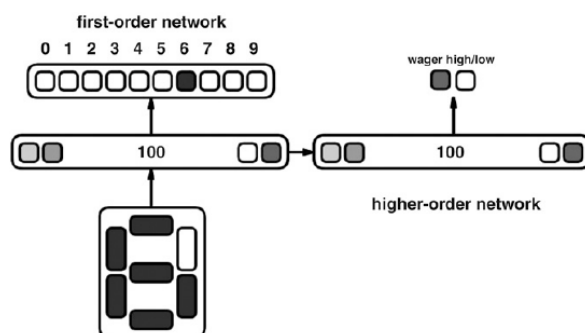 first-order network
0 1 2 3 4 5 6 7 8 9
wager high/low
100
100
higher-order network